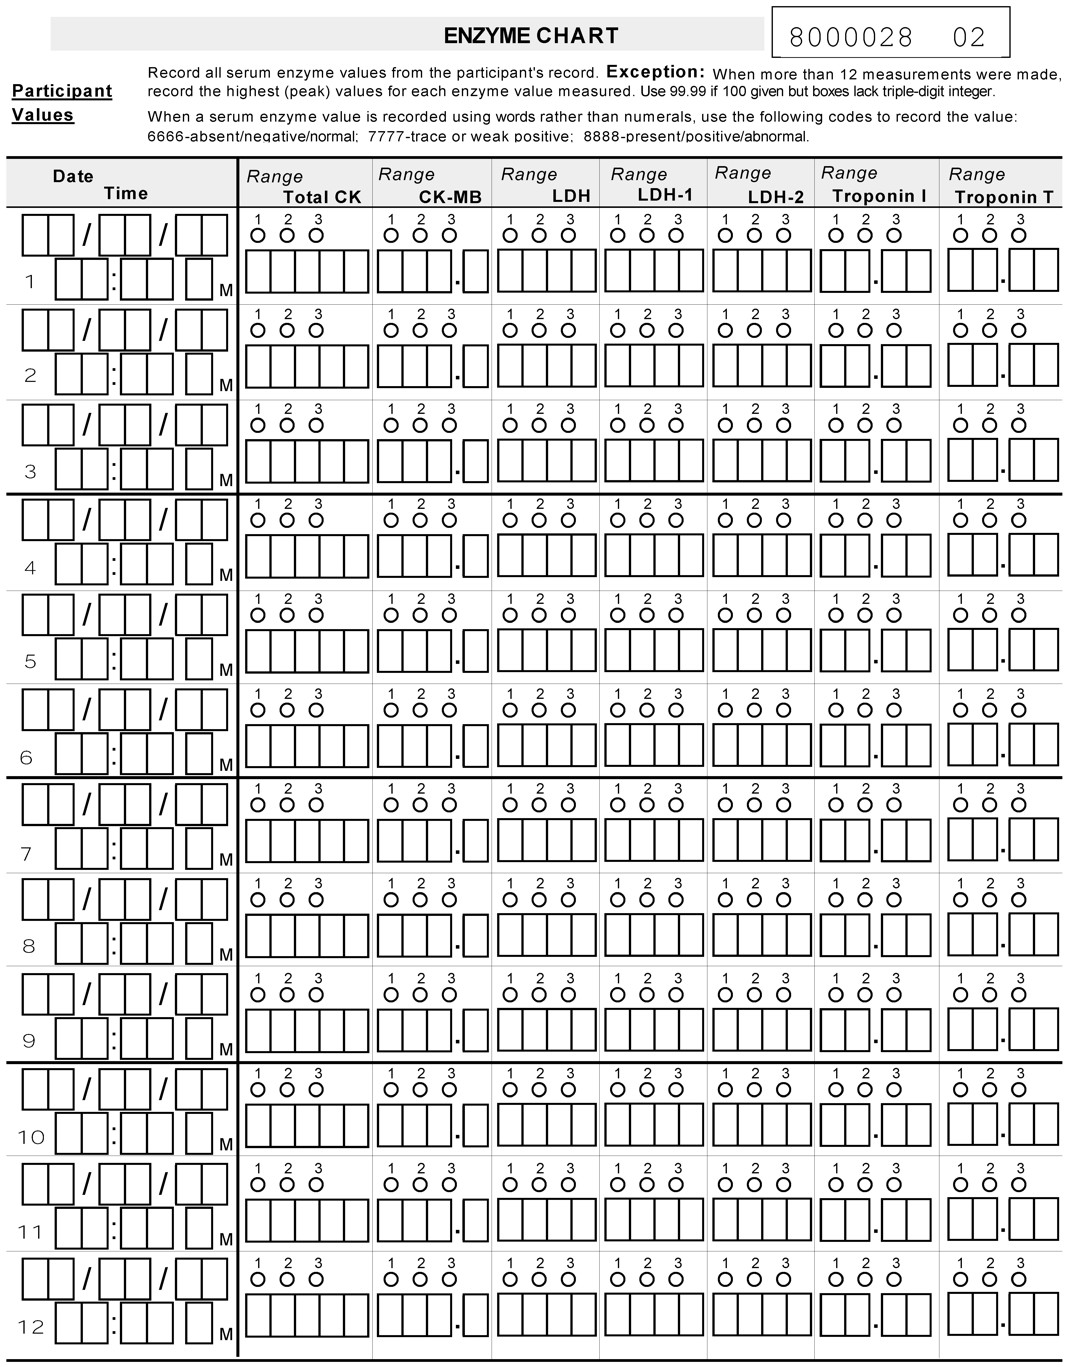 ENZYME CHART
8000028 02
Participant
Values
Record all serum enzyme values from the participant's record. Exception: When more than 12 measurements were made,
record the highest (peak) values for each enzyme value measured. Use 99.99 if 100 given but boxes lack triple-digit integer.
When a serum enzyme value is recorded using words rather than numerals, use the following codes to record the value:
6666-absent/negative/normal; 7777-trace or weak positive; 8888-present/positive/abnormal.
Date Range Range Range Range Range Range Range
Time Total CK CK-MB LDH LDH-1 LDH-2 Troponin I Troponin T
/ / 1 2 3 1 2 3 1 2 3 1 2 3 1 2 3 1 2 3 1 2 3
1 : M . . .
/ / 1 2 3 1 2 3 1 2 3 1 2 3 1 2 3 1 2 3 1 2 3
2 : M . . .
/ / 1 2 3 1 2 3 1 2 3 1 2 3 1 2 3 1 2 3 1 2 3
3 : M . . .
/ / 1 2 3 1 2 3 1 2 3 1 2 3 1 2 3 1 2 3 1 2 3
4 : M . . .
/ / 1 2 3 1 2 3 1 2 3 1 2 3 1 2 3 1 2 3 1 2 3
5 : M . . .
/ / 1 2 3 1 2 3 1 2 3 1 2 3 1 2 3 1 2 3 1 2 3
6 : M . . .
/ / 1 2 3 1 2 3 1 2 3 1 2 3 1 2 3 1 2 3 1 2 3
7 : M . . .
/ / 1 2 3 1 2 3 1 2 3 1 2 3 1 2 3 1 2 3 1 2 3
8 : M . . .
/ / 1 2 3 1 2 3 1 2 3 1 2 3 1 2 3 1 2 3 1 2 3
9 : M . . .
/ / 1 2 3 1 2 3 1 2 3 1 2 3 1 2 3 1 2 3 1 2 3
10 : M . . .
/ / 1 2 3 1 2 3 1 2 3 1 2 3 1 2 3 1 2 3 1 2 3
11 : M . . .
/ / 1 2 3 1 2 3 1 2 3 1 2 3 1 2 3 1 2 3 1 2 3
12 : M . . .